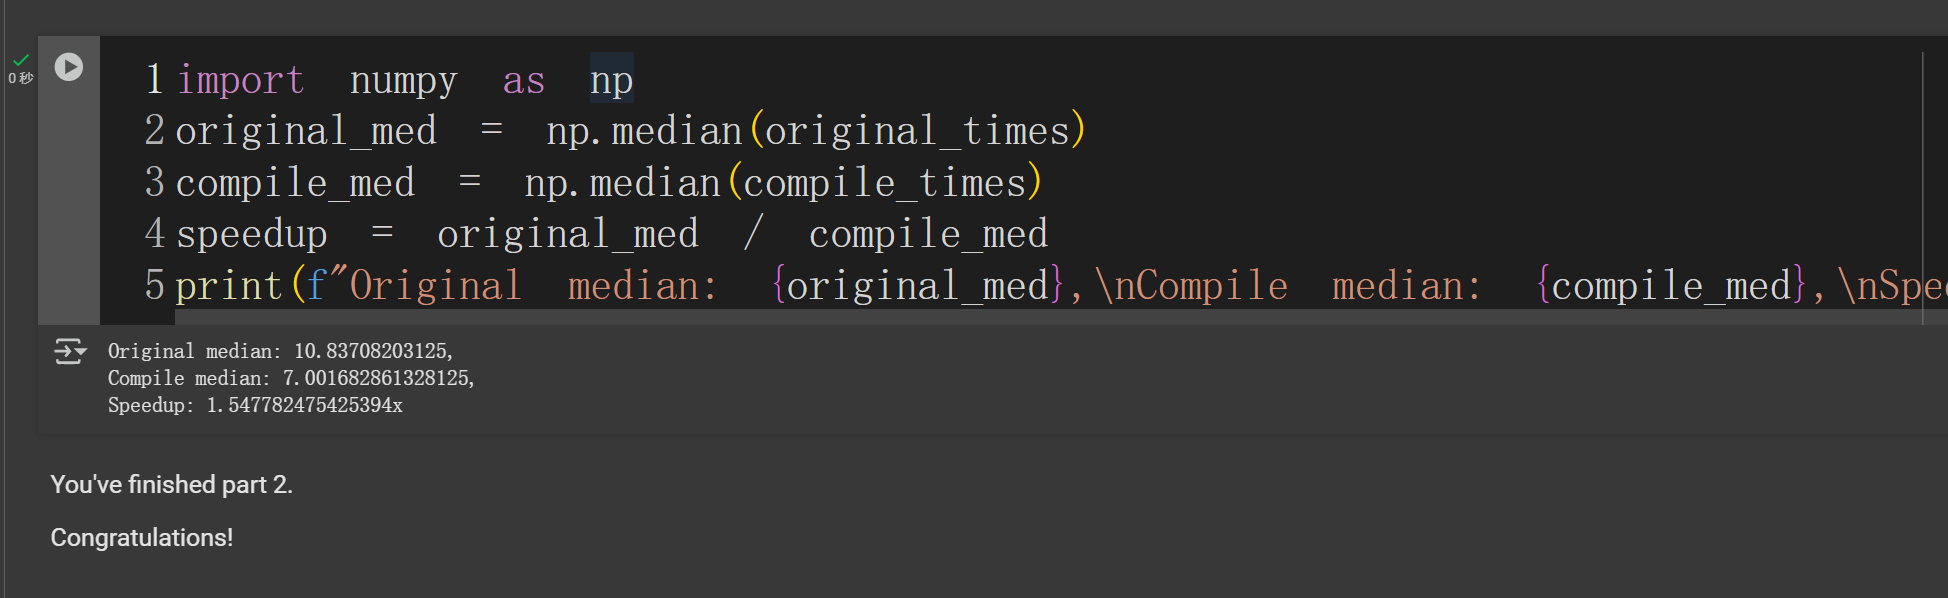 0 秒
1 import numpy as np
2 original_med = np.median(original_times)
3 compile_med = np.median(compile_times)
4 speedup = original_med / compile_med
5 print(f"Original median: {original_med},\nCompile median: {compile_med},\nSpe
Original median: 10.83708203125,
Compile median: 7.001682861328125,
Speedup: 1.547782475425394x
You've finished part 2.
Congratulations!